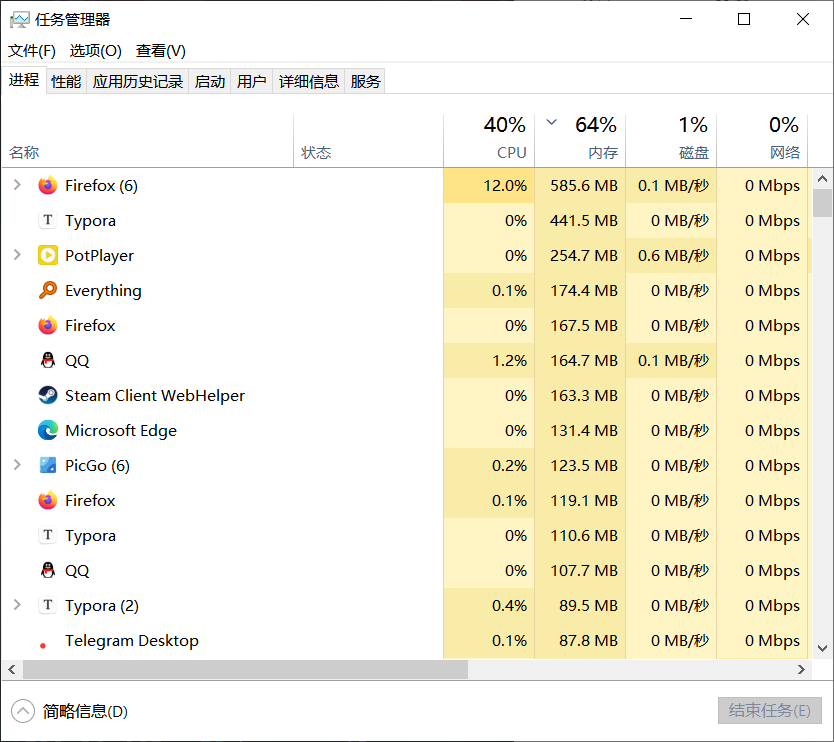 任务管理器
文件(F) 选项(O) 查看(V)
进程 性能 应用历史记录 启动 用户 详细信息 服务
40% 64% 1% 0%
名称 状态 CPU 内存 磁盘 网络
Firefox (6) 12.0% 585.6 MB 0.1 MB/秒 0 Mbps
T Typora 0% 441.5 MB 0 MB/秒 0 Mbps
PotPlayer 0% 254.7 MB 0.6 MB/秒 0 Mbps
Everything 0.1% 174.4 MB 0 MB/秒 0 Mbps
Firefox 0% 167.5 MB 0 MB/秒 0 Mbps
QQ 1.2% 164.7 MB 0.1 MB/秒 0 Mbps
Steam Client WebHelper 0% 163.3 MB 0 MB/秒 0 Mbps
Microsoft Edge 0% 131.4 MB 0 MB/秒 0 Mbps
PicGo (6) 0.2% 123.5 MB 0 MB/秒 0 Mbps
Firefox 0.1% 119.1 MB 0 MB/秒 0 Mbps
T Typora 0% 110.6 MB 0 MB/秒 0 Mbps
QQ 0% 107.7 MB 0 MB/秒 0 Mbps
T Typora (2) 0.4% 89.5 MB 0 MB/秒 0 Mbps
Telegram Desktop 0.1% 87.8 MB 0 MB/秒 0 Mbps
简略信息(D) 结束任务(E)